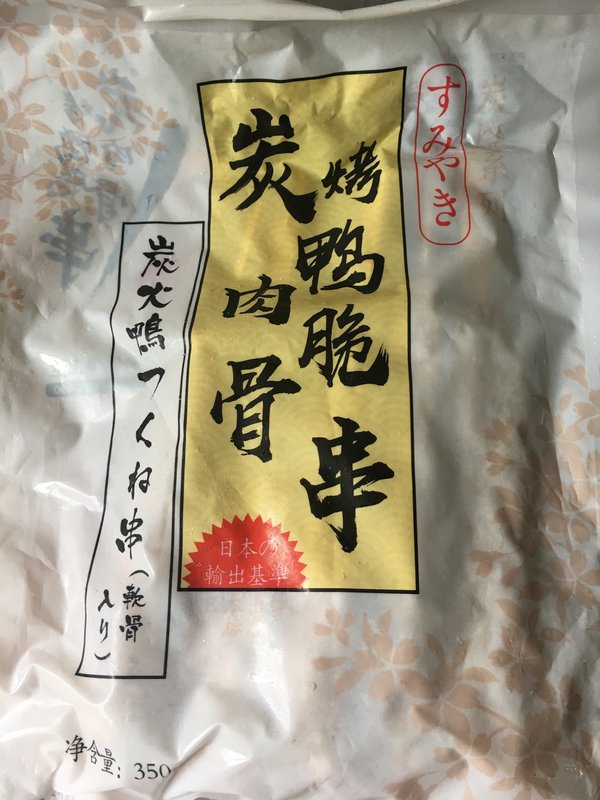 すみやき
炭烤鴨肉脆骨串
炭火鴨つくね串（軟骨
入り）
日本の
輸出基準
净含量: 350